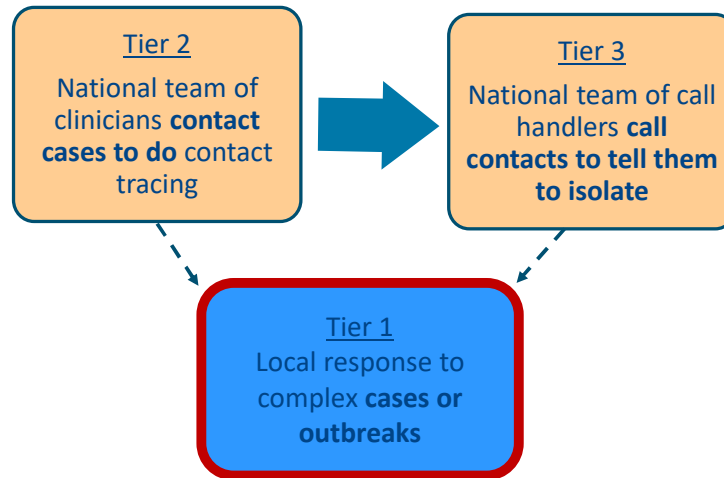 Tier 2
National team of
clinicians contact
cases to do contact
tracing
Tier 3
National team of call
handlers call
contacts to tell them
to isolate
Tier 1
Local response to
complex cases or
outbreaks